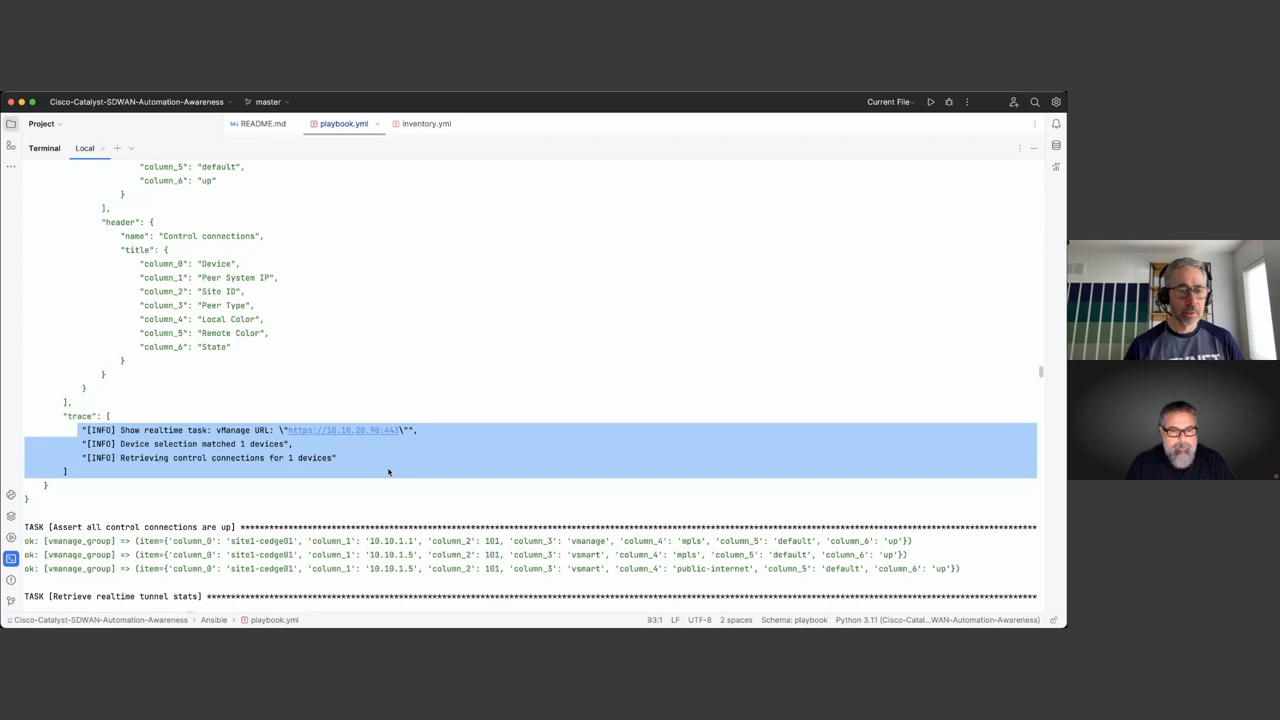 Cisco-Catalyst-SDWAN-Automation-Awareness
master
Current File
Project
README.md
playbook.yml
inventory.yml
Terminal
Local
"column_5": "default",
"column_6": "up"
}
],
"header": {
"name": "Control connections",
"title": {
"column_0": "Device",
"column_1": "Peer System IP",
"column_2": "Site ID",
"column_3": "Peer Type",
"column_4": "Local Color",
"column_5": "Remote Color",
"column_6": "State"
}
}
}
],
"trace": [
"[INFO] Show realtime task: vManage URL: \"https://10.10.20.90:443\"",
"[INFO] Device selection matched 1 devices",
"[INFO] Retrieving control connections for 1 devices"
]
}
}
TASK [Assert all control connections are up] ****************************************************************************************************************************************************
ok: [vmanage_group] => (item={'column_0': 'site1-cedge01', 'column_1': '10.10.1.1', 'column_2': 101, 'column_3': 'vmanage', 'column_4': 'mpls', 'column_5': 'default', 'column_6': 'up'})
ok: [vmanage_group] => (item={'column_0': 'site1-cedge01', 'column_1': '10.10.1.5', 'column_2': 101, 'column_3': 'vsmart', 'column_4': 'mpls', 'column_5': 'default', 'column_6': 'up'})
ok: [vmanage_group] => (item={'column_0': 'site1-cedge01', 'column_1': '10.10.1.5', 'column_2': 101, 'column_3': 'vsmart', 'column_4': 'public-internet', 'column_5': 'default', 'column_6': 'up'})
TASK [Retrieve realtime tunnel stats] ***********************************************************************************************************************************************************
Cisco-Catalyst-SDWAN-Automation-Awareness > Ansible > playbook.yml
93:1 LF UTF-8 2 spaces Schema: playbook Python 3.11 (Cisco-Catal...WAN-Automation-Awareness)